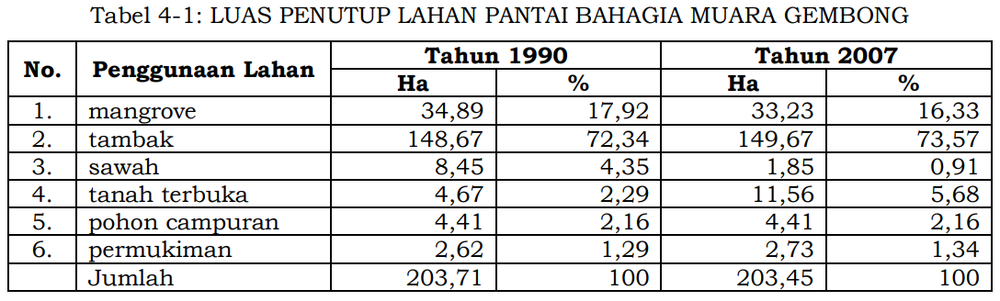 Tabel 4-1: LUAS PENUTUP LAHAN PANTAI BAHAGIA MUARA GEMBONG
No. Penggunaan Lahan Tahun 1990 Tahun 2007
Ha % Ha %
1. mangrove 34,89 17,92 33,23 16,33
2. tambak 148,67 72,34 149,67 73,57
3. sawah 8,45 4,35 1,85 0,91
4. tanah terbuka 4,67 2,29 11,56 5,68
5. pohon campuran 4,41 2,16 4,41 2,16
6. permukiman 2,62 1,29 2,73 1,34
Jumlah 203,71 100 203,45 100